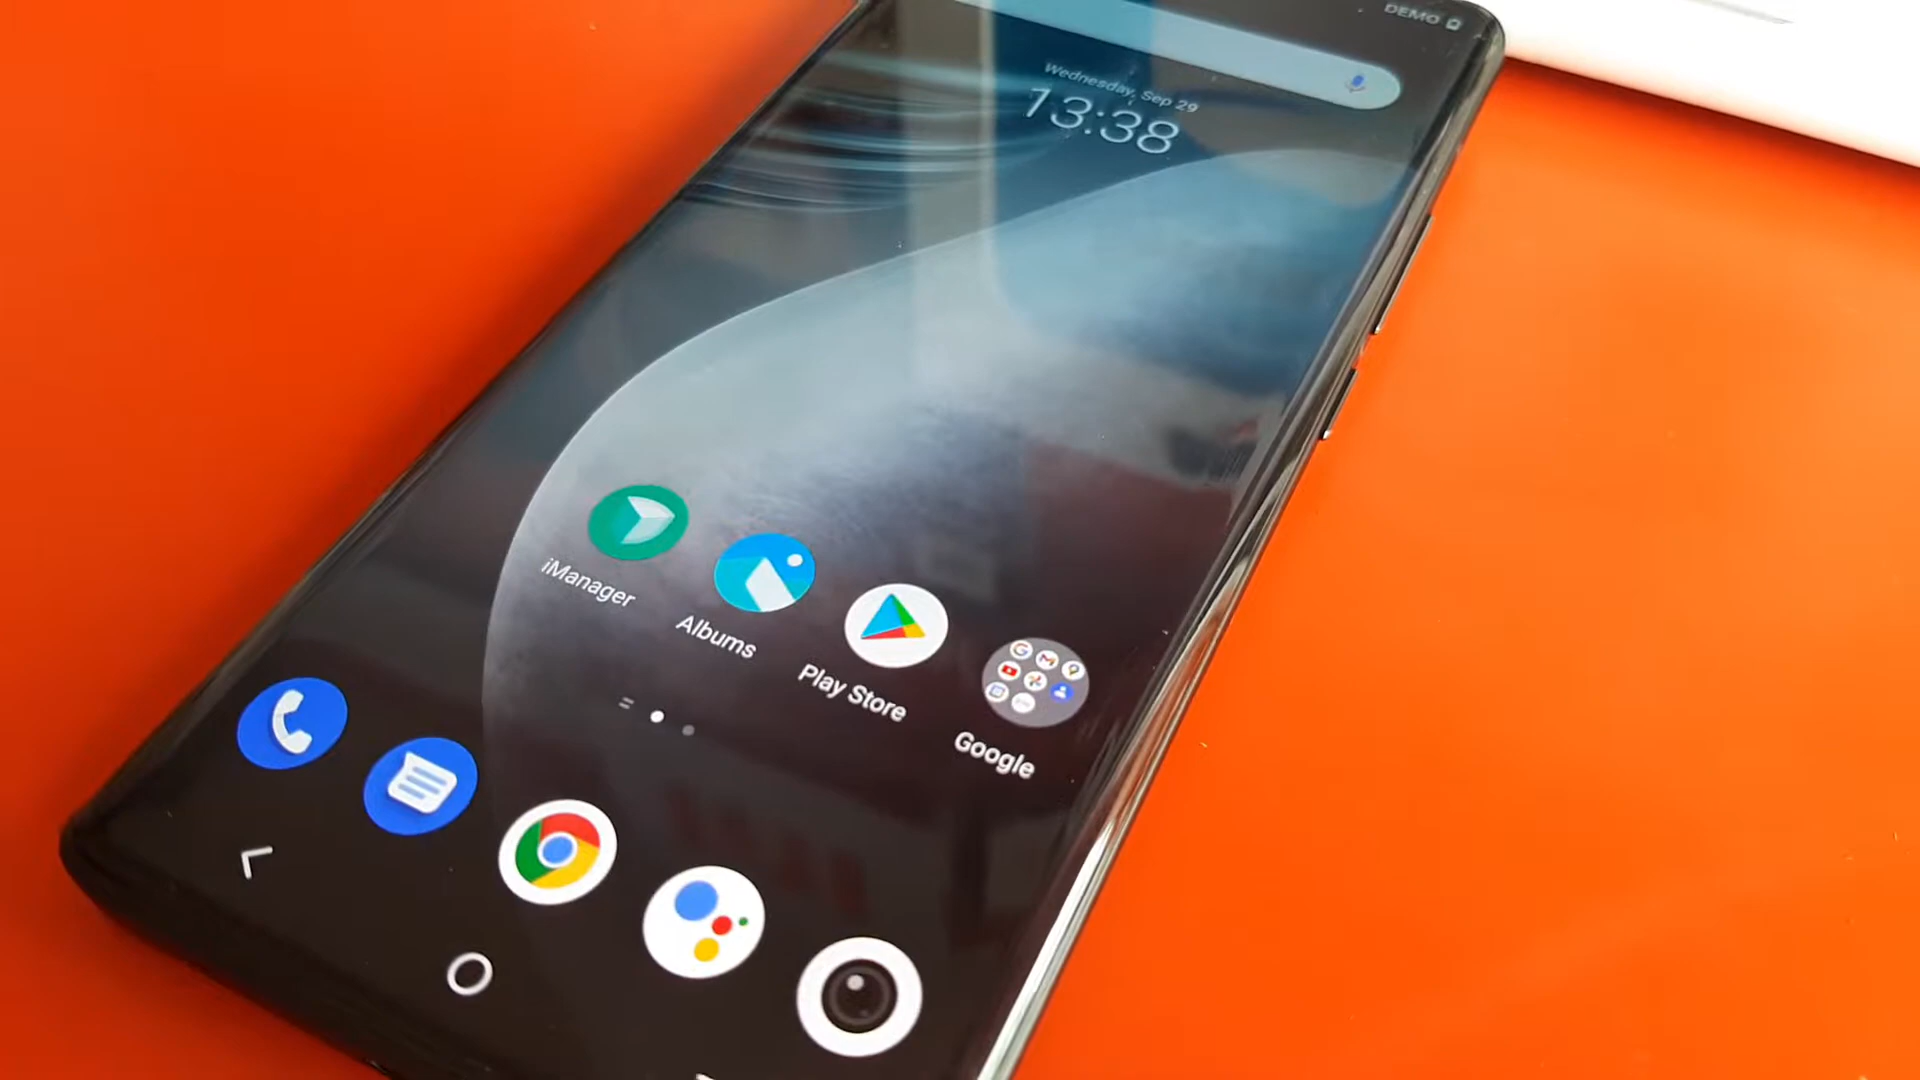 DEMO
Wednesday, Sep 29
13:38
iManager
Albums
Play Store
Google